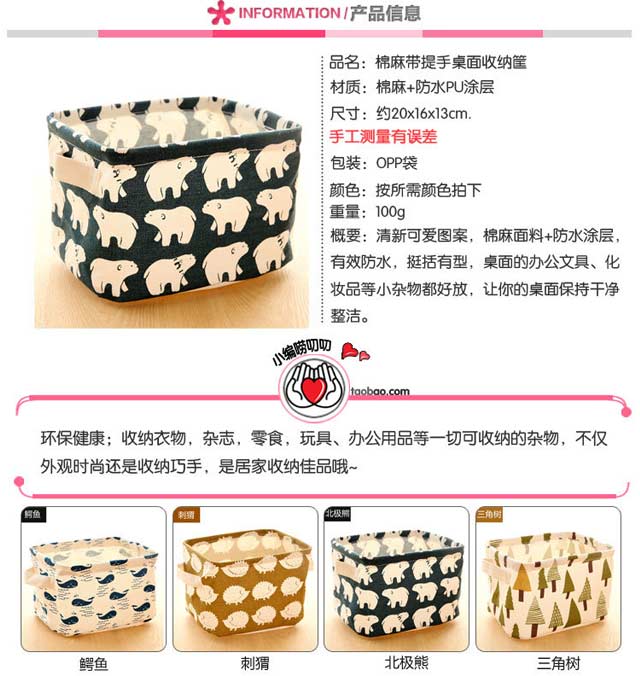 INFORMATION/产品信息
品名：棉麻带提手桌面收纳筐
材质：棉麻+防水PU涂层
尺寸：约20x16x13cm.
手工测量有误差
包装：OPP袋
颜色：按所需颜色拍下
重量：100g
概要：清新可爱图案，棉麻面料+防水涂层，
有效防水，挺括有型，桌面的办公文具、化
妆品等小杂物都好放，让你的桌面保持干净
整洁。
小编唠叨叨
taobao.com
环保健康；收纳衣物，杂志，零食，玩具、办公用品等一切可收纳的杂物，不仅
外观时尚还是收纳巧手，是居家收纳佳品哦~
鳄鱼
刺猬
北极熊
三角树
鳄鱼
刺猬
北极熊
三角树